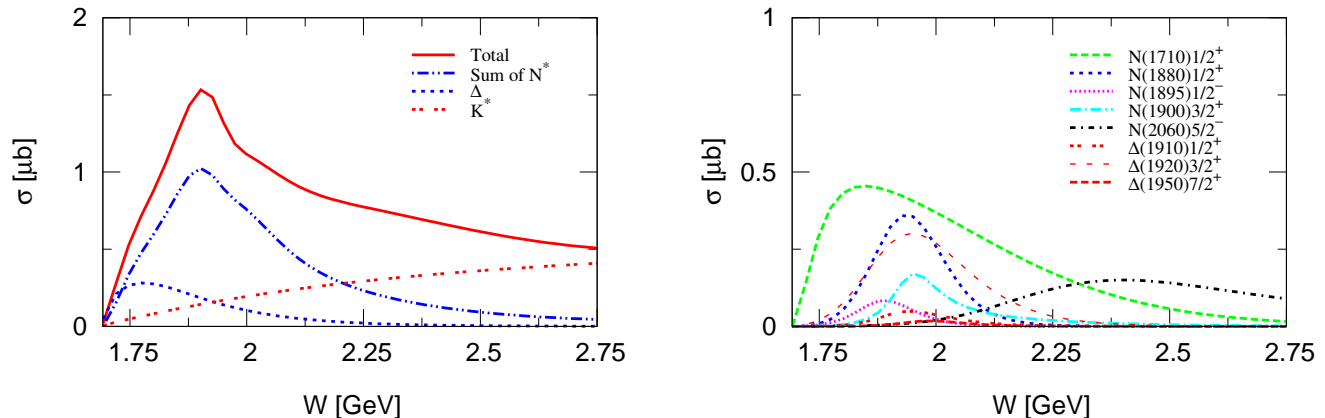 2
1
0
σ [μb]
1.75
2
2.25
2.5
2.75
W [GeV]
Total
Sum of N*
Δ
K*
1
0.5
0
σ [μb]
1.75
2
2.25
2.5
2.75
W [GeV]
N(1710)1/2⁺
N(1880)1/2⁺
N(1895)1/2⁻
N(1900)3/2⁺
N(2060)5/2⁻
Δ(1910)1/2⁺
Δ(1920)3/2⁺
Δ(1950)7/2⁺